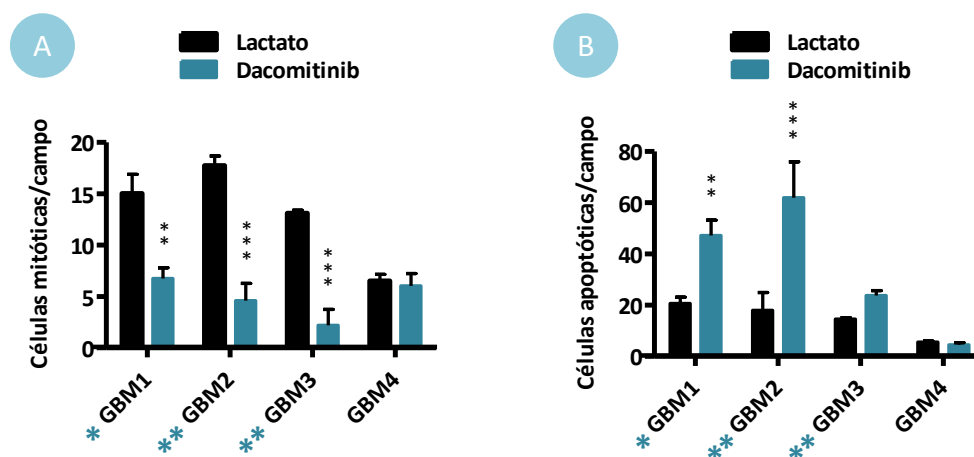 A
Lactato
Dacomitinib
Células mitóticas/campo
20
15
10
5
0
**
***
***
* GBM1
** GBM2
** GBM3
GBM4
B
Lactato
Dacomitinib
Células apoptóticas/campo
80
60
40
20
0
**
***
* GBM1
** GBM2
** GBM3
GBM4